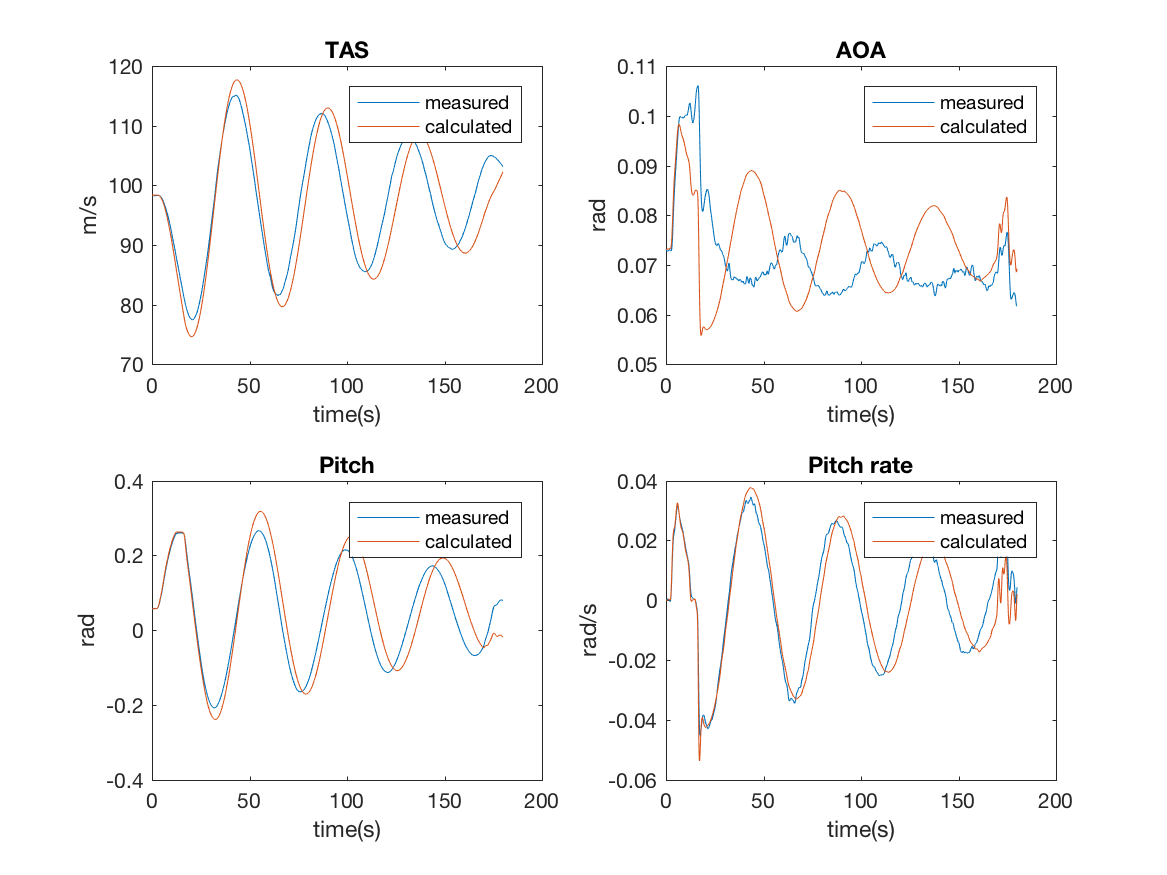 TAS
120
110
100
90
80
70
m/s
0
50
100
150
200
time(s)
measured
calculated
AOA
0.11
0.1
0.09
0.08
0.07
0.06
0.05
rad
0
50
100
150
200
time(s)
measured
calculated
Pitch
0.4
0.2
0
-0.2
-0.4
rad
0
50
100
150
200
time(s)
measured
calculated
Pitch rate
0.04
0.02
0
-0.02
-0.04
-0.06
rad/s
0
50
100
150
200
time(s)
measured
calculated